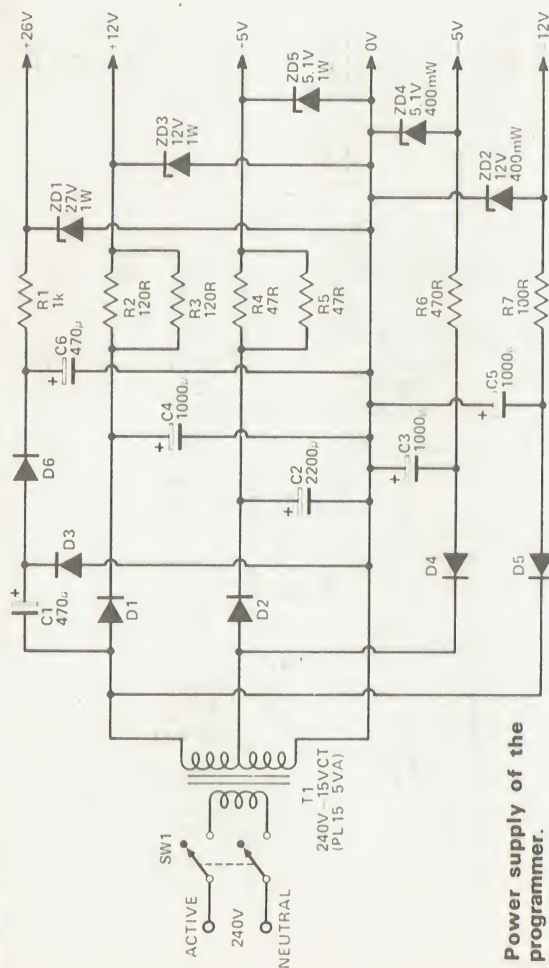 +26V
+12V
+5V
0V
-5V
-12V
ZD1
27V
1W
ZD3
12V
1W
ZD5
5.1V
1W
ZD4
5.1V
400mW
ZD2
12V
400mW
R1
1k
R2
120R
R3
120R
R4
47R
R5
47R
R6
470R
R7
100R
+
C6
470µ
+
C4
1000µ
+
C2
2200µ
+
C3
1000µ
+
C5
1000µ
D6
D3
+
C1
470µ
D1
D2
D4
D5
T1
240V-15VCT
(PL15 5VA)
SW1
ACTIVE
240V
NEUTRAL
Power supply of the
programmer.